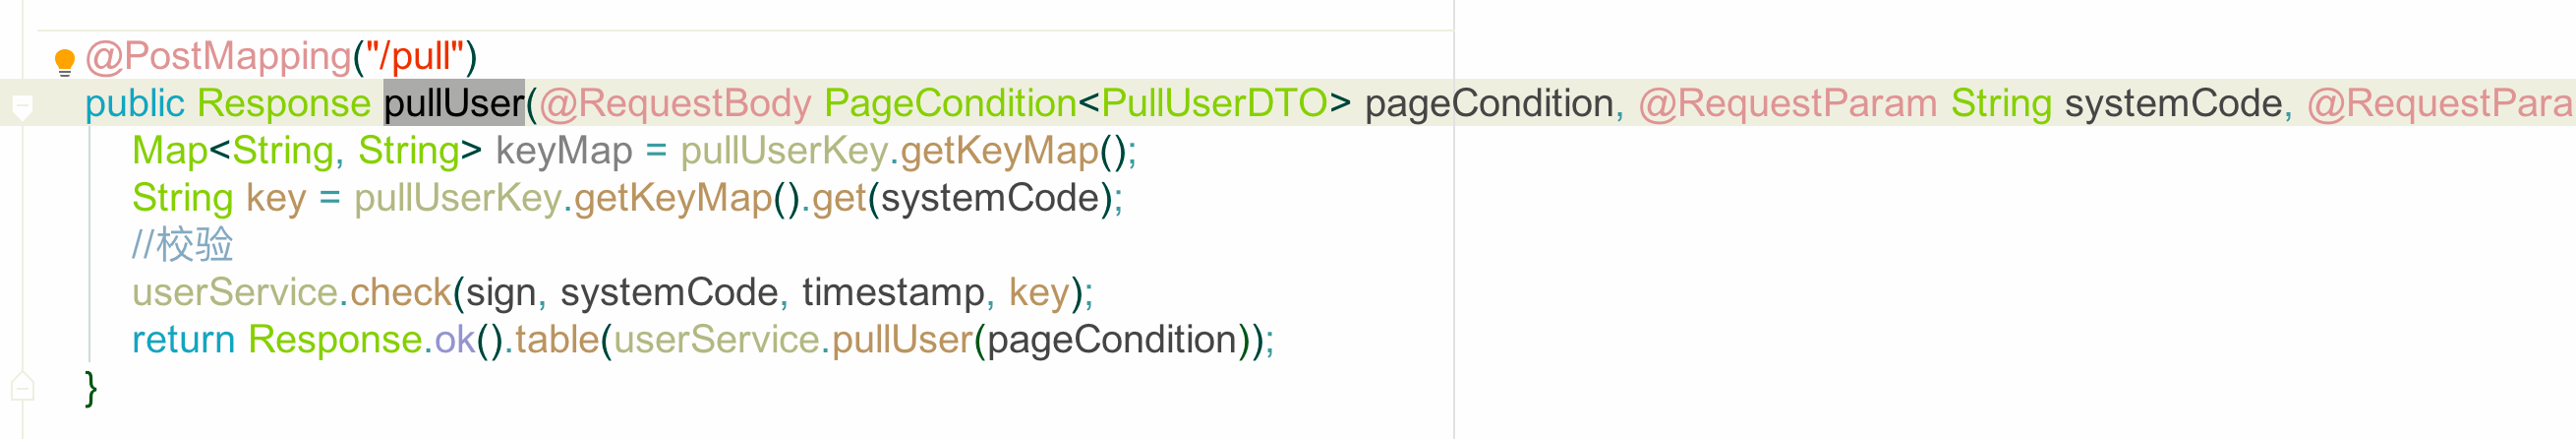 @PostMapping("/pull")
public Response pullUser(@RequestBody PageCondition<PullUserDTO> pageCondition, @RequestParam String systemCode, @RequestPara
Map<String, String> keyMap = pullUserKey.getKeyMap();
String key = pullUserKey.getKeyMap().get(systemCode);
//校验
userService.check(sign, systemCode, timestamp, key);
return Response.ok().table(userService.pullUser(pageCondition));
}